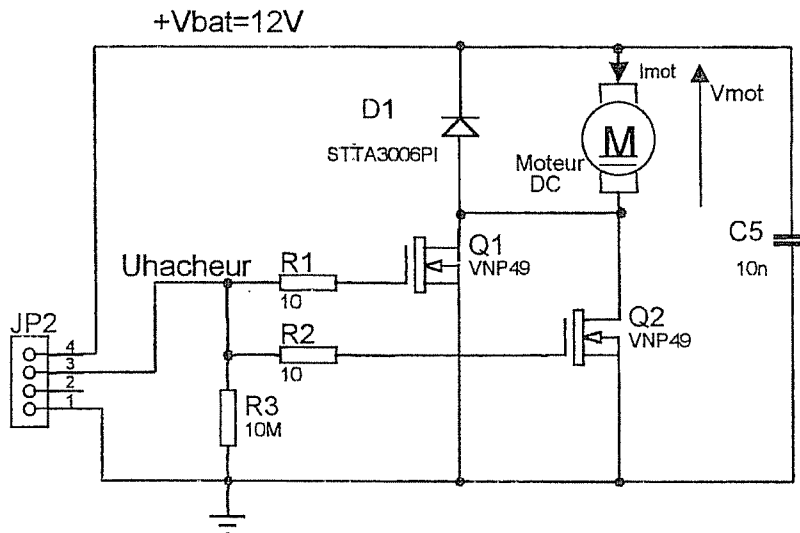 +Vbat=12V
Imot
Vmot
D1
STTA3006PI
M
Moteur
DC
C5
10n
Uhacheur
R1
10
Q1
VNP49
JP2
4
3
2
1
R2
10
Q2
VNP49
R3
10M